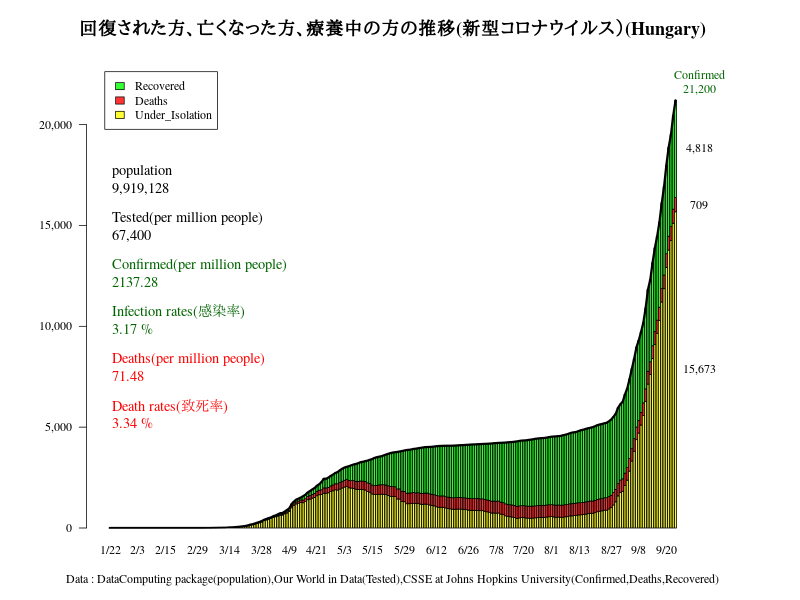 回復された方、亡くなった方、療養中の方の推移(新型コロナウイルス）(Hungary)
Recovered
Deaths
Under_Isolation
Confirmed
21,200
4,818
709
15,673
20,000
15,000
10,000
5,000
0
population
9,919,128
Tested(per million people)
67,400
Confirmed(per million people)
2137.28
Infection rates(感染率)
3.17 %
Deaths(per million people)
71.48
Death rates(致死率)
3.34 %
1/22 2/3 2/15 2/29 3/14 3/28 4/9 4/21 5/3 5/15 5/29 6/12 6/26 7/8 7/20 8/1 8/13 8/27 9/8 9/20
Data : DataComputing package(population),Our World in Data(Tested),CSSE at Johns Hopkins University(Confirmed,Deaths,Recovered)